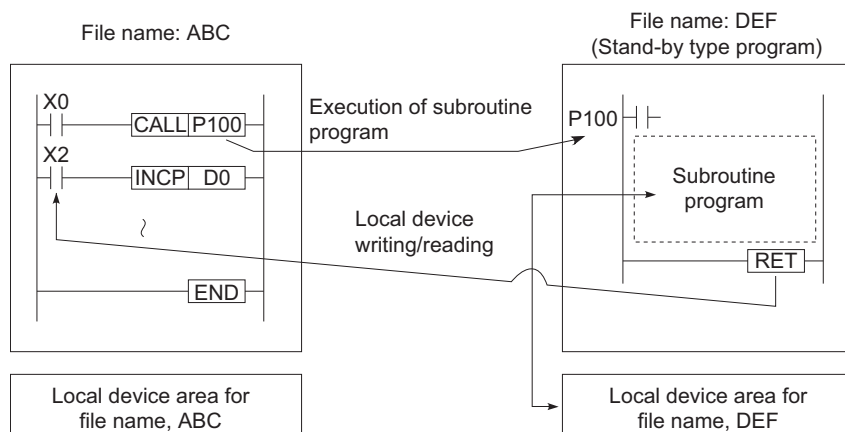 File name: ABC
File name: DEF
(Stand-by type program)
X0
CALL P100
X2
INCP D0
END
Execution of subroutine
program
Local device
writing/reading
P100
Subroutine
program
RET
Local device area for
file name, ABC
Local device area for
file name, DEF